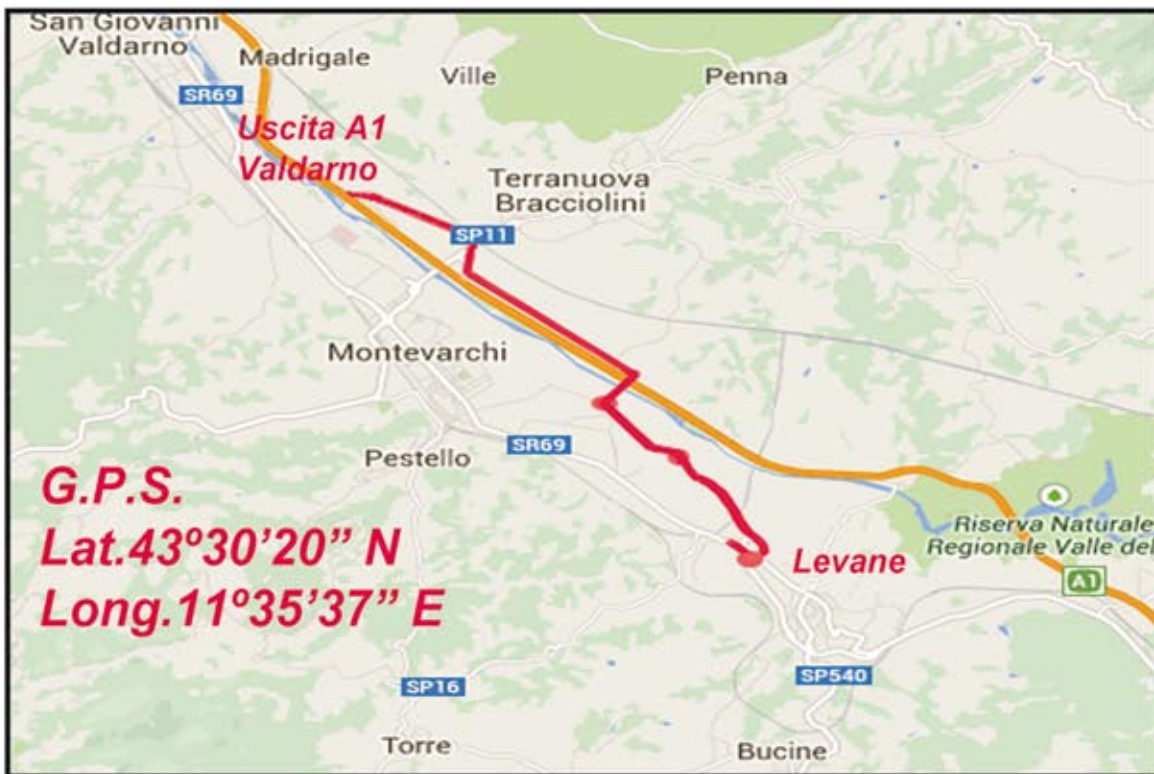 San Giovanni
Valdarno
Madrigale
Ville
Penna
SR69
Uscita A1
Valdarno
Terranuova
Bracciolini
SP11
Montevarchi
Pestello
SR69
G.P.S.
Lat.43º30’20” N
Long.11º35’37” E
Riserva Naturale
Regionale Valle del
Levane
A1
SP16
SP540
Torre
Bucine